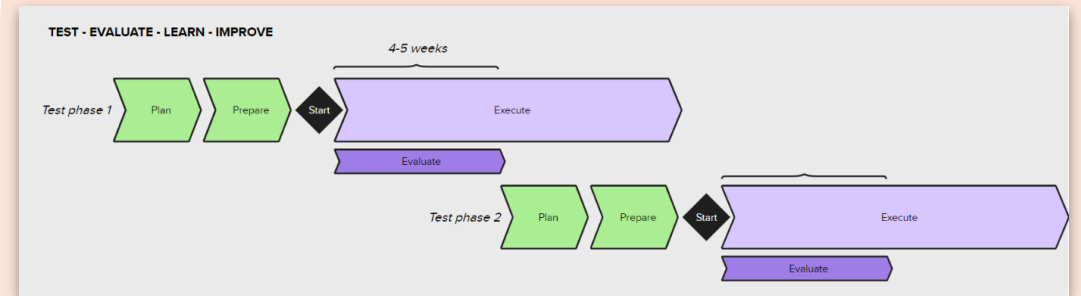 TEST - EVALUATE - LEARN - IMPROVE
4-5 weeks
Test phase 1
Plan
Prepare
Start
Execute
Evaluate
Test phase 2
Plan
Prepare
Start
Execute
Evaluate